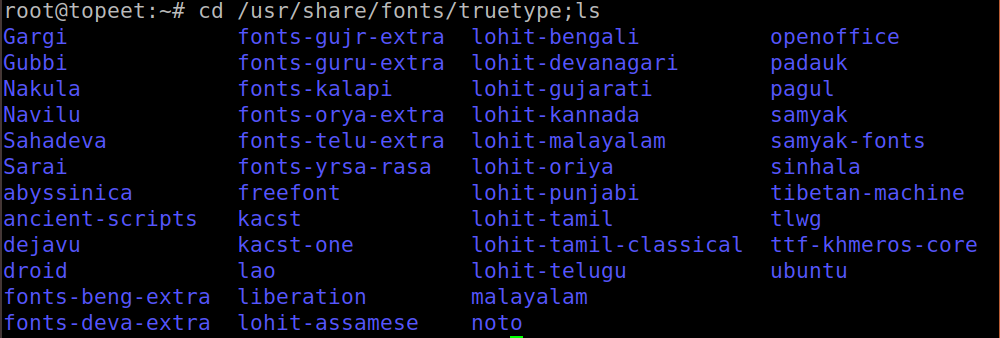 root@topeet:~# cd /usr/share/fonts/truetype;ls
Gargi fonts-gujr-extra lohit-bengali openoffice
Gubbi fonts-guru-extra lohit-devanagari padauk
Nakula fonts-kalapi lohit-gujarati pagul
Navilu fonts-orya-extra lohit-kannada samyak
Sahadeva fonts-telu-extra lohit-malayalam samyak-fonts
Sarai fonts-yrsa-rasa lohit-oriya sinhala
abyssinica freefont lohit-punjabi tibetan-machine
ancient-scripts kacst lohit-tamil tlwg
dejavu kacst-one lohit-tamil-classical ttf-khmeros-core
droid lao lohit-telugu ubuntu
fonts-beng-extra liberation malayalam
fonts-deva-extra lohit-assamese noto